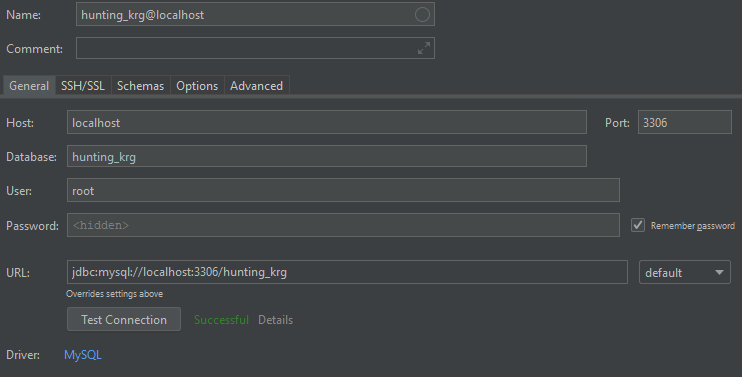 Name: hunting_krg@localhost
Comment:
General SSH/SSL Schemas Options Advanced
Host: localhost Port: 3306
Database: hunting_krg
User: root
Password: <hidden> Remember password
URL: jdbc:mysql://localhost:3306/hunting_krg default
Overrides settings above
Test Connection Successful Details
Driver: MySQL